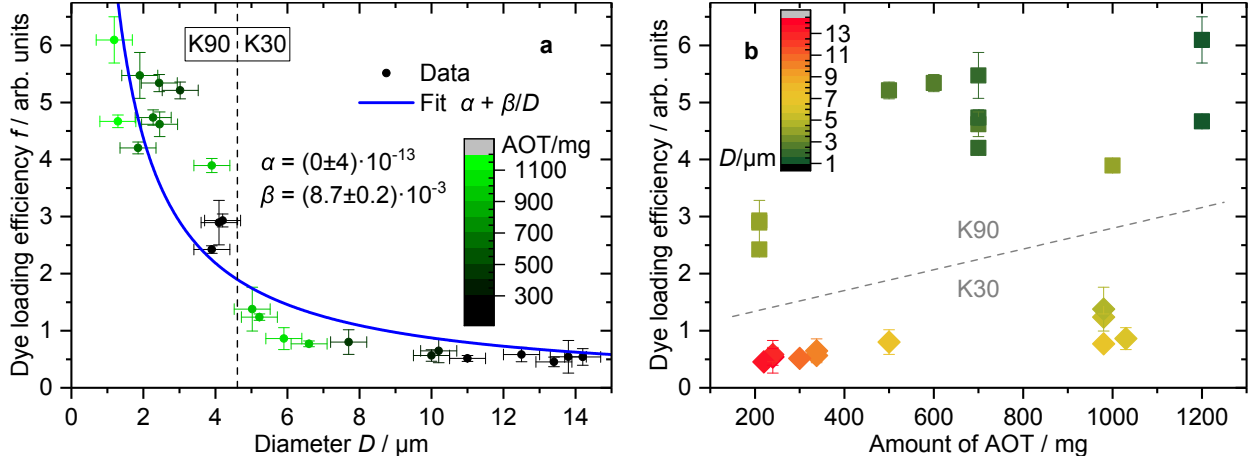 Dye loading efficiency f / arb. units
6
5
4
3
2
1
0
K90 K30
a
Data
Fit α + β/D
α = (0±4)·10-13
β = (8.7±0.2)·10-3
AOT/mg
1100
900
700
500
300
0 2 4 6 8 10 12 14
Diameter D / µm
Dye loading efficiency / arb. units
6
5
4
3
2
1
0
b
13
11
9
7
5
3
1
D/µm
K90
K30
200 400 600 800 1000 1200
Amount of AOT / mg